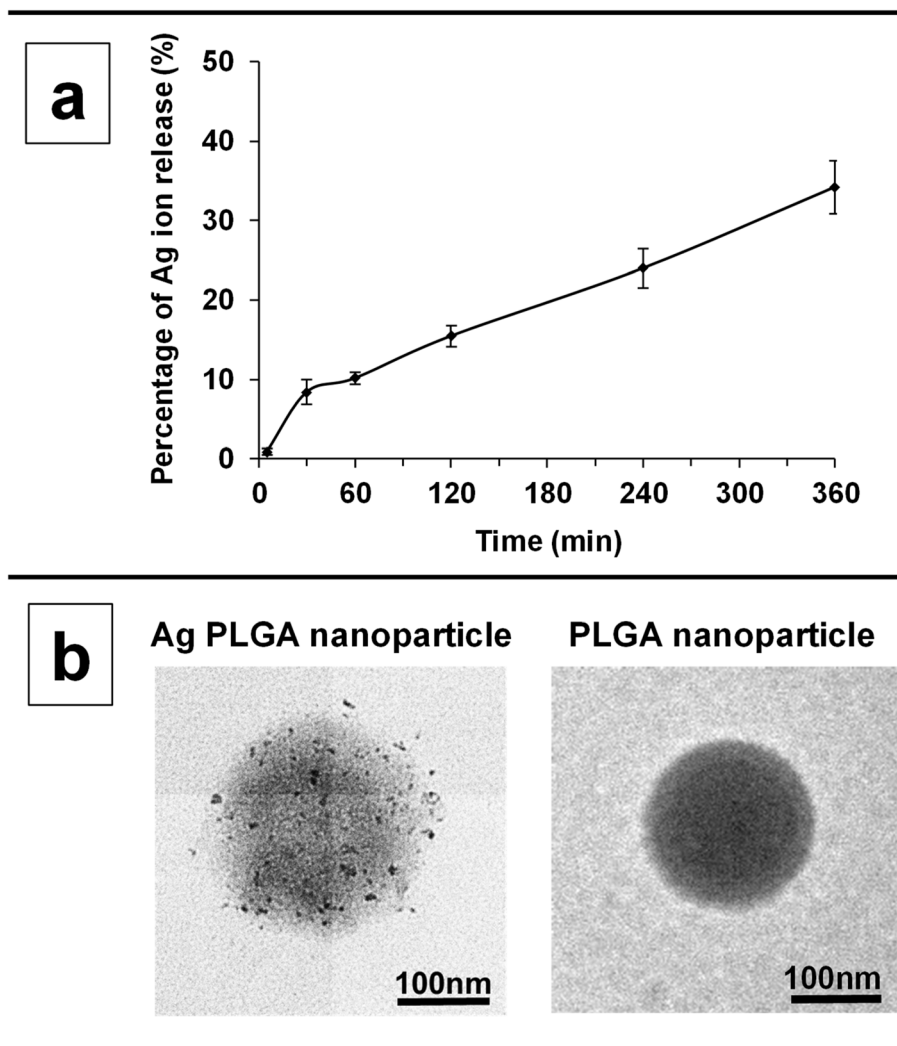 a
Percentage of Ag ion release (%)
50
40
30
20
10
0
0 60 120 180 240 300 360
Time (min)
b
Ag PLGA nanoparticle PLGA nanoparticle
100nm 100nm